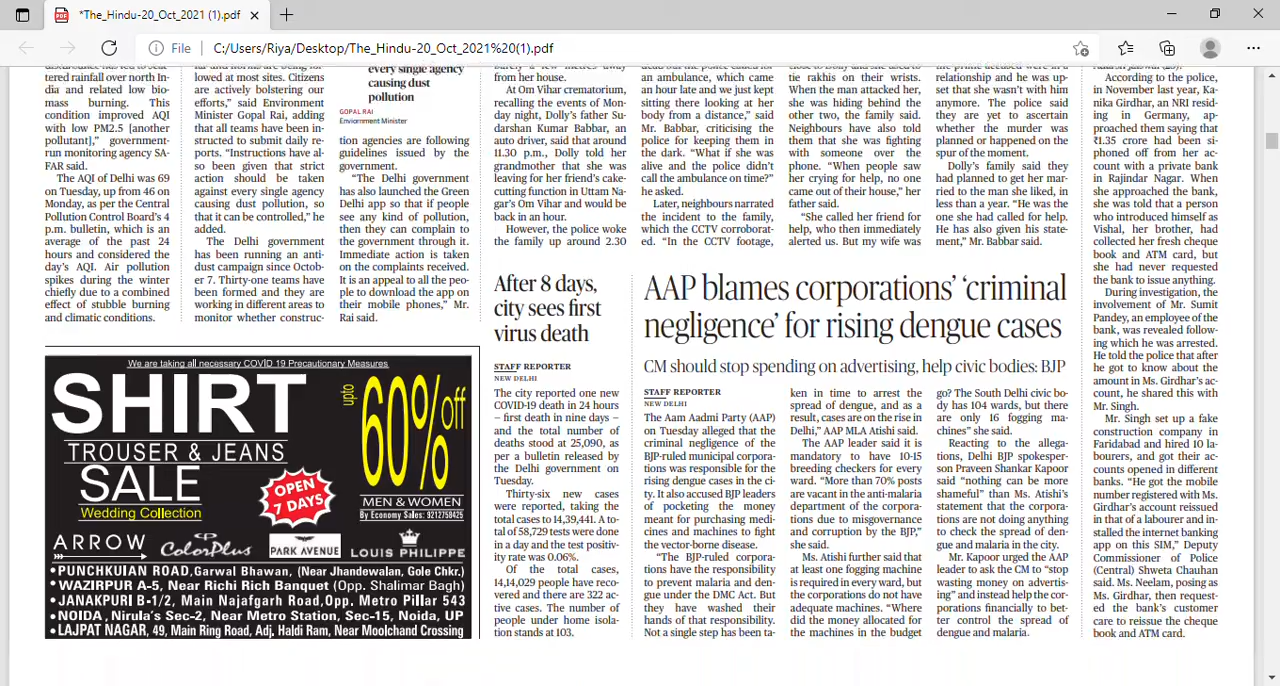 *The_Hindu-20_Oct_2021 (1).pdf
File
C:/Users/Riya/Desktop/The_Hindu-20_Oct_2021%20(1).pdf
tered rainfall over north In-
dia and related low bio-
mass burning. This
condition improved AQI
with low PM2.5 [another
pollutant]," government-
run monitoring agency SA-
FAR said.
The AQI of Delhi was 69
on Tuesday, up from 46 on
Monday, as per the Central
Pollution Control Board's 4
p.m. bulletin, which is an
average of the past 24
hours and considered the
day's AQI. Air pollution
spikes during the winter
chiefly due to a combined
effect of stubble burning
and climatic conditions.
lowed at most sites. Citizens
are actively bolstering our
efforts," said Environment
Minister Gopal Rai, adding
that all teams have been in-
structed to submit daily re-
ports. "Instructions have al-
so been given that strict
action should be taken
against every single agency
causing dust pollution, so
that it can be controlled," he
added.
The Delhi government
has been running an anti-
dust campaign since Octob-
er 7. Thirty-one teams have
been formed and they are
working in different areas to
monitor whether construc-
every single agency
causing dust
pollution
GOPAL RAI
Enviornment Minister
tion agencies are following
guidelines issued by the
government.
"The Delhi government
has also launched the Green
Delhi app so that if people
see any kind of pollution,
then they can complain to
the government through it.
Immediate action is taken
on the complaints received.
It is an appeal to all the peo-
ple to download the app on
their mobile phones," Mr.
Rai said.
from her house.
At Om Vihar crematorium,
recalling the events of Mon-
day night, Dolly's father Su-
darshan Kumar Babbar, an
auto driver, said that around
11.30 p.m., Dolly told her
grandmother that she was
leaving for her friend's cake-
cutting function in Uttam Na-
gar's Om Vihar and would be
back in an hour.
However, the police woke
the family up around 2.30
an ambulance, which came
an hour late and we just kept
sitting there looking at her
body from a distance," said
Mr. Babbar, criticising the
police for keeping them in
the dark. "What if she was
alive and the police didn't
call the ambulance on time?"
he asked.
Later, neighbours narrated
the incident to the family,
which the CCTV corroborat-
ed. "In the CCTV footage,
tie rakhis on their wrists.
When the man attacked her,
she was hiding behind the
other two, the family said.
Neighbours have also told
them that she was fighting
with someone over the
phone. "When people saw
her crying for help, no one
came out of their house," her
father said.
"She called her friend for
help, who then immediately
alerted us. But my wife was
relationship and he was up-
set that she wasn't with him
anymore. The police said
they are yet to ascertain
whether the murder was
planned or happened on the
spur of the moment.
Dolly's family said they
had planned to get her mar-
ried to the man she liked, in
less than a year. "He was the
one she had called for help.
He has also given his state-
ment," Mr. Babbar said.
According to the police,
in November last year, Ka-
nika Girdhar, an NRI resid-
ing in Germany, ap-
proached them saying that
₹1.35 crore had been si-
phoned off from her ac-
count with a private bank
in Rajindar Nagar. When
she approached the bank,
she was told that a person
who introduced himself as
Vishal, her brother, had
collected her fresh cheque
book and ATM card, but
she had never requested
the bank to issue anything.
During investigation, the
involvement of Mr. Sumit
Pandey, an employee of the
bank, was revealed follow-
ing which he was arrested.
He told the police that after
he got to know about the
amount in Ms. Girdhar's ac-
count, he shared this with
Mr. Singh.
Mr. Singh set up a fake
construction company in
Faridabad and hired 10 la-
bourers, and got their ac-
counts opened in different
banks. "He got the mobile
number registered with Ms.
Girdhar's account reissued
in that of a labourer and in-
stalled the internet banking
app on this SIM," Deputy
Commissioner of Police
(Central) Shweta Chauhan
said. Ms. Neelam, posing as
Ms. Girdhar, then request-
ed the bank's customer
care to reissue the cheque
book and ATM card.
After 8 days,
city sees first
virus death
STAFF REPORTER
NEW DELHI
The city reported one new
COVID-19 death in 24 hours
– first death in nine days –
and the total number of
deaths stood at 25,090, as
per a bulletin released by
the Delhi government on
Tuesday.
Thirty-six new cases
were reported, taking the
total cases to 14,39,441. A to-
tal of 58,729 tests were done
in a day and the test positiv-
ity rate was 0.06%.
Of the total cases,
14,14,029 people have reco-
vered and there are 322 ac-
tive cases. The number of
people under home isola-
tion stands at 103.
AAP blames corporations' 'criminal
negligence' for rising dengue cases
CM should stop spending on advertising, help civic bodies: BJP
STAFF REPORTER
NEW DELHI
The Aam Aadmi Party (AAP)
on Tuesday alleged that the
criminal negligence of the
BJP-ruled municipal corpora-
tions was responsible for the
rising dengue cases in the ci-
ty. It also accused BJP leaders
of pocketing the money
meant for purchasing medi-
cines and machines to fight
the vector-borne disease.
"The BJP-ruled corpora-
tions have the responsibility
to prevent malaria and den-
gue under the DMC Act. But
they have washed their
hands of that responsibility.
Not a single step has been ta-
ken in time to arrest the
spread of dengue, and as a
result, cases are on the rise in
Delhi," AAP MLA Atishi said.
The AAP leader said it is
mandatory to have 10-15
breeding checkers for every
ward. "More than 70% posts
are vacant in the anti-malaria
department of the corpora-
tions due to misgovernance
and corruption by the BJP,"
she said.
Ms. Atishi further said that
at least one fogging machine
is required in every ward, but
the corporations do not have
adequate machines. "Where
did the money allocated for
the machines in the budget
go? The South Delhi civic bo-
dy has 104 wards, but there
are only 16 fogging ma-
chines" she said.
Reacting to the allega-
tions, Delhi BJP spokesper-
son Praveen Shankar Kapoor
said "nothing can be more
shameful" than Ms. Atishi's
statement that the corpora-
tions are not doing anything
to check the spread of den-
gue and malaria in the city.
Mr. Kapoor urged the AAP
leader to ask the CM to "stop
wasting money on advertis-
ing" and instead help the cor-
porations financially to bet-
ter control the spread of
dengue and malaria.
We are taking all necessary COVID 19 Precautionary Measures
SHIRT
TROUSER & JEANS
SALE
Wedding Collection
upto
60% off
OPEN
7 DAYS
MEN & WOMEN
By Economy Sales: 9212758425
ARROW
ColorPlus
PARK AVENUE
LOUIS PHILIPPE
• PUNCHKUIAN ROAD, Garwal Bhawan, (Near Jhandewalan, Gole Chkr.)
• WAZIRPUR A-5, Near Richi Rich Banquet (Opp. Shalimar Bagh)
• JANAKPURI B-1/2, Main Najafgarh Road, Opp. Metro Pillar 543
• NOIDA, Nirula's Sec-2, Near Metro Station, Sec-15, Noida, UP
• LAJPAT NAGAR, 49, Main Ring Road, Adj. Haldi Ram, Near Moolchand Crossing